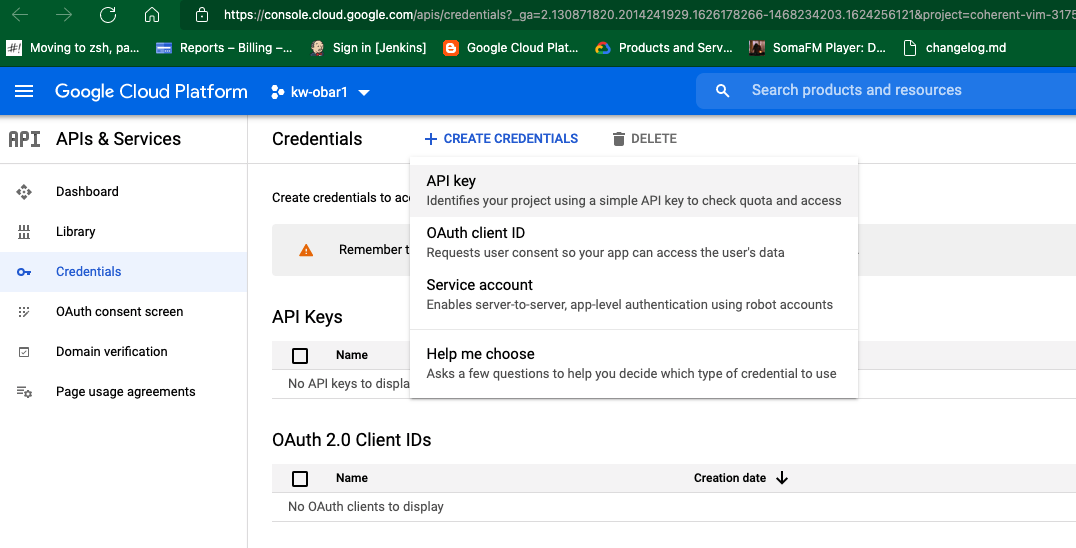 https://console.cloud.google.com/apis/credentials?_ga=2.130871820.2014241929.1626178266-1468234203.1624256121&project=coherent-vim-3175
#! Moving to zsh, pa... Reports – Billing –... Sign in [Jenkins] Google Cloud Plat... Products and Serv... SomaFM Player: D... changelog.md
Google Cloud Platform kw-obar1 Search products and resources
API APIs & Services
Credentials + CREATE CREDENTIALS DELETE
Dashboard
Library
Credentials
OAuth consent screen
Domain verification
Page usage agreements
Create credentials to ac
Remember t
API key
Identifies your project using a simple API key to check quota and access
OAuth client ID
Requests user consent so your app can access the user's data
Service account
Enables server-to-server, app-level authentication using robot accounts
Help me choose
Asks a few questions to help you decide which type of credential to use
API Keys
Name
No API keys to displa
OAuth 2.0 Client IDs
Name Creation date
No OAuth clients to display